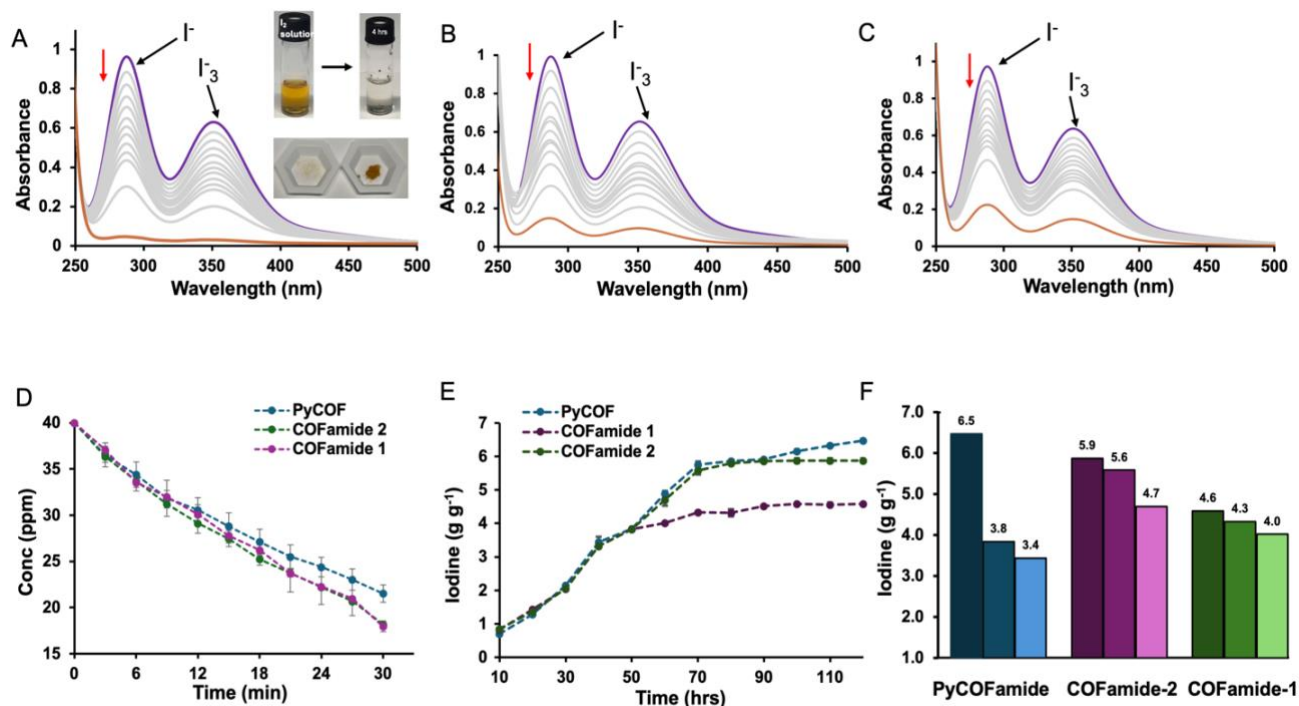 A
I⁻
I⁻₃
I₂
solution
4 hrs
1
0.8
0.6
0.4
0.2
0
Absorbance
250 300 350 400 450 500
Wavelength (nm)
B
I⁻
I⁻₃
1
0.8
0.6
0.4
0.2
0
Absorbance
250 300 350 400 450 500
Wavelength (nm)
C
I⁻
I⁻₃
1
0.8
0.6
0.4
0.2
0
Absorbance
250 300 350 400 450 500
Wavelength (nm)
D
PyCOF
COFamide 2
COFamide 1
40
35
30
25
20
15
Conc (ppm)
0 6 12 18 24 30
Time (min)
E
PyCOF
COFamide 1
COFamide 2
7
6
5
4
3
2
1
0
Iodine (g g⁻¹)
10 30 50 70 90 110
Time (hrs)
F
7.0
6.0
5.0
4.0
3.0
2.0
1.0
Iodine (g g⁻¹)
6.5 3.8 3.4 5.9 5.6 4.7 4.6 4.3 4.0
PyCOFamide COFamide-2 COFamide-1